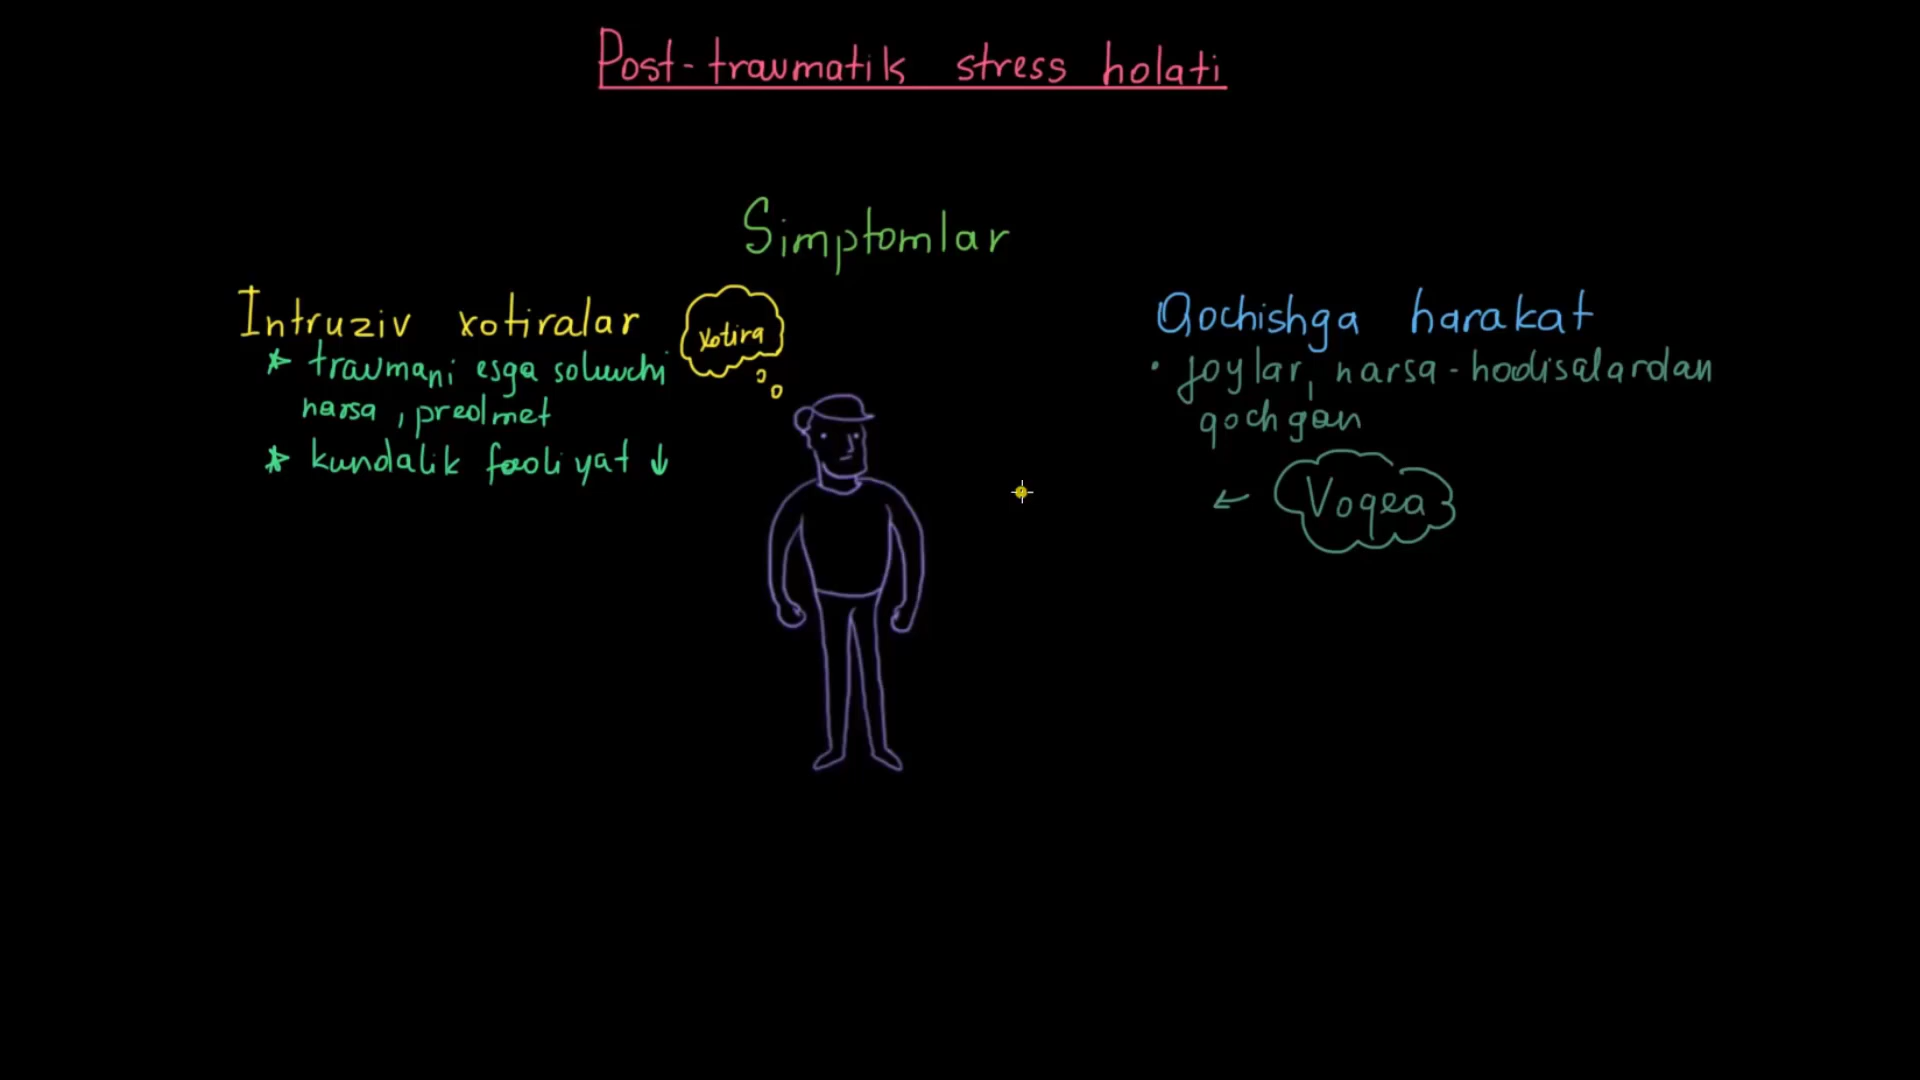 Post-travmatik stress holati
Simptomlar
Intruziv xotiralar
travmani esga soluvchi
narsa, predmet
kundalik faoliyat ↓
xotira
Qochishga harakat
• joylar, narsa-hodisalardan
qochgan
← Voqea